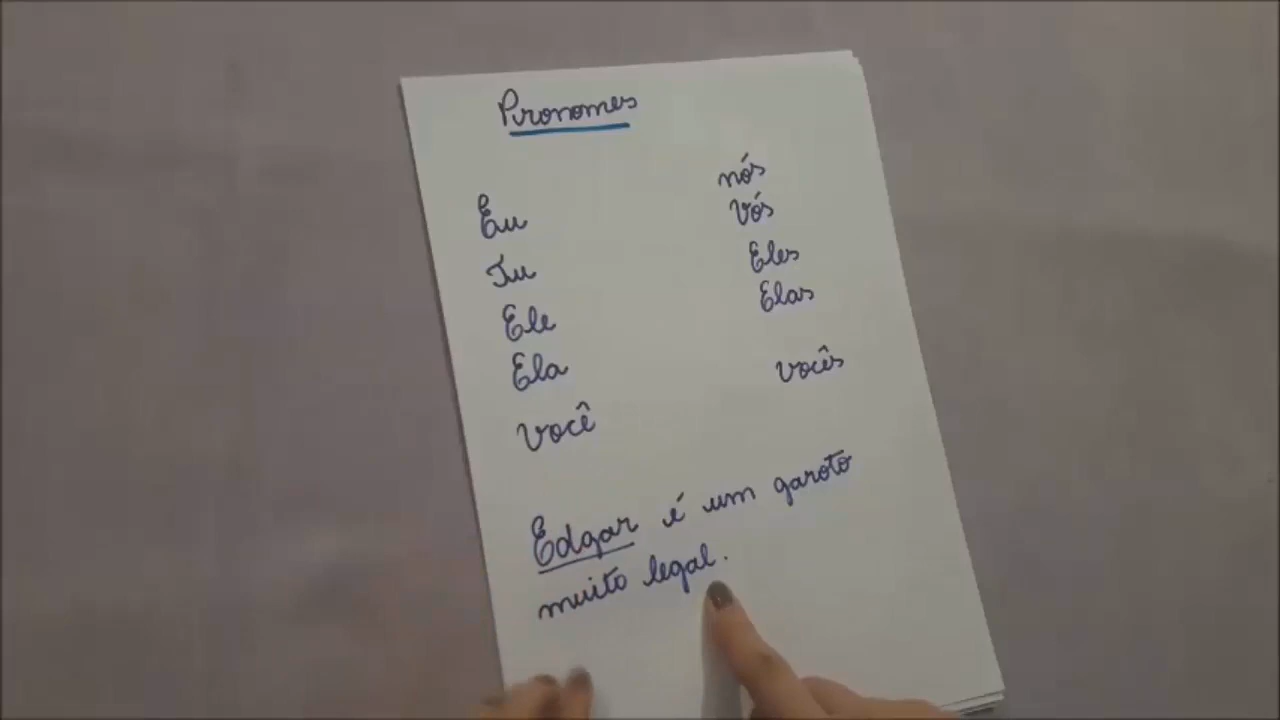 Pronomes
Eu
Tu
Ele
Ela
Você
nós
Vós
Eles
Elas
Vocês
Edgar é um garoto
muito legal.